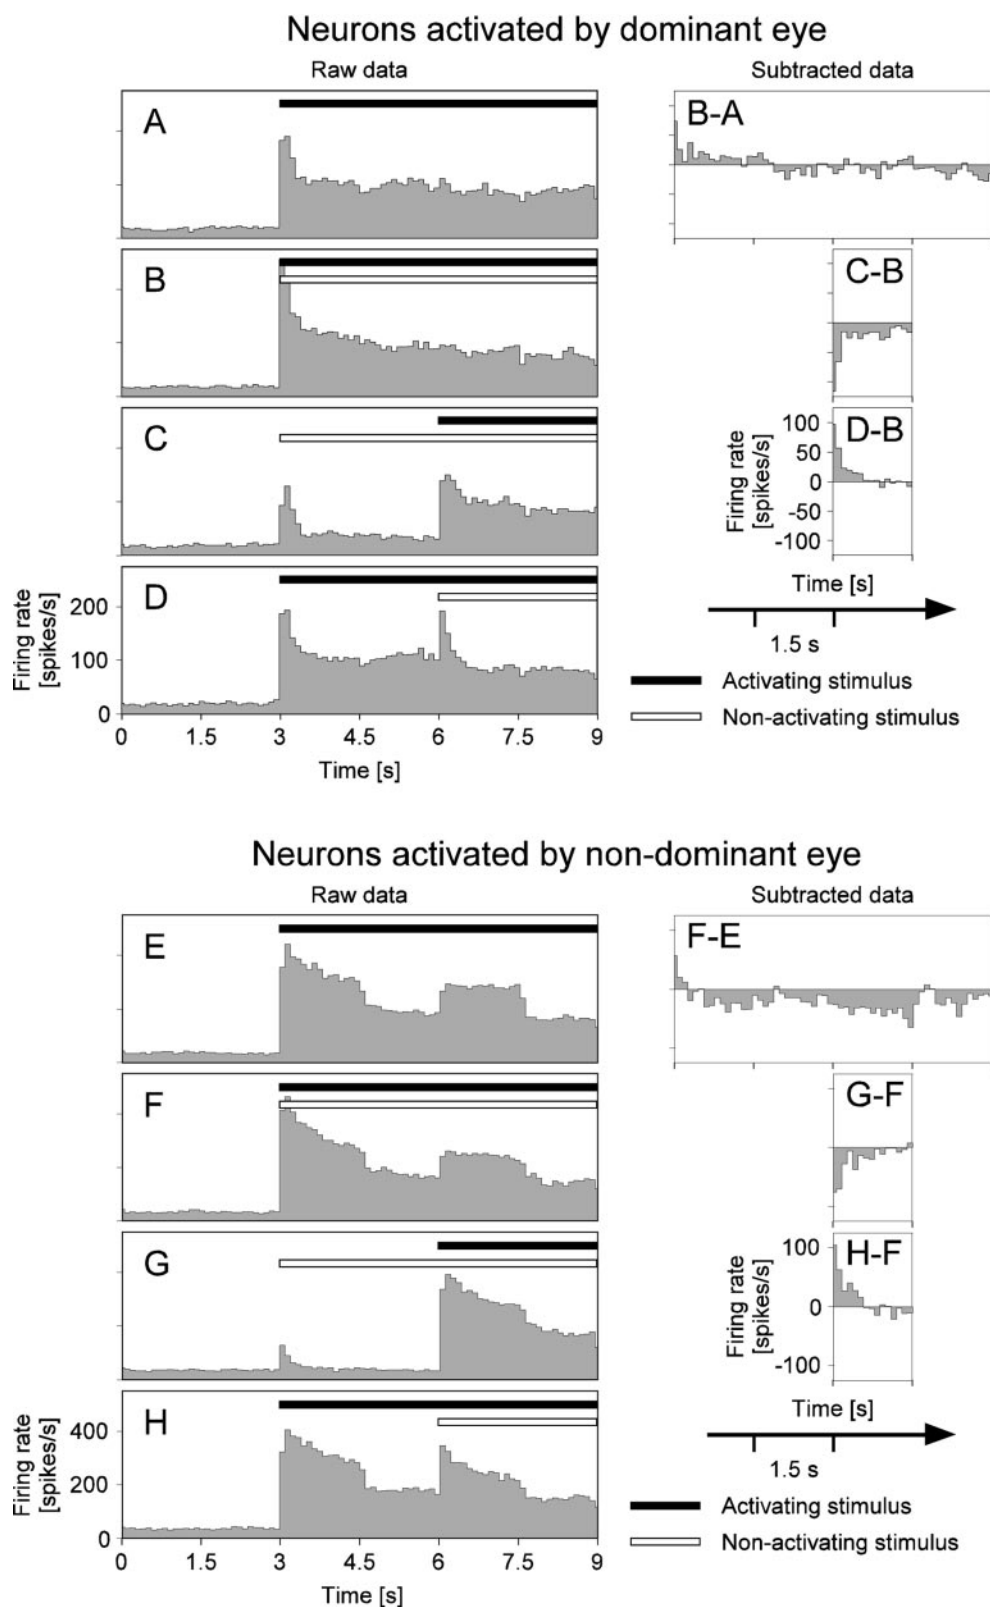 Neurons activated by dominant eye
Raw data
Subtracted data
A
B-A
B
C-B
C
D-B
100
50
0
-50
-100
Firing rate
[spikes/s]
D
200
100
0
Firing rate
[spikes/s]
0 1.5 3 4.5 6 7.5 9
Time [s]
Time [s]
1.5 s
Activating stimulus
Non-activating stimulus
Neurons activated by non-dominant eye
Raw data
Subtracted data
E
F-E
F
G-F
G
H-F
100
0
-100
Firing rate
[spikes/s]
H
400
200
0
Firing rate
[spikes/s]
0 1.5 3 4.5 6 7.5 9
Time [s]
Time [s]
1.5 s
Activating stimulus
Non-activating stimulus